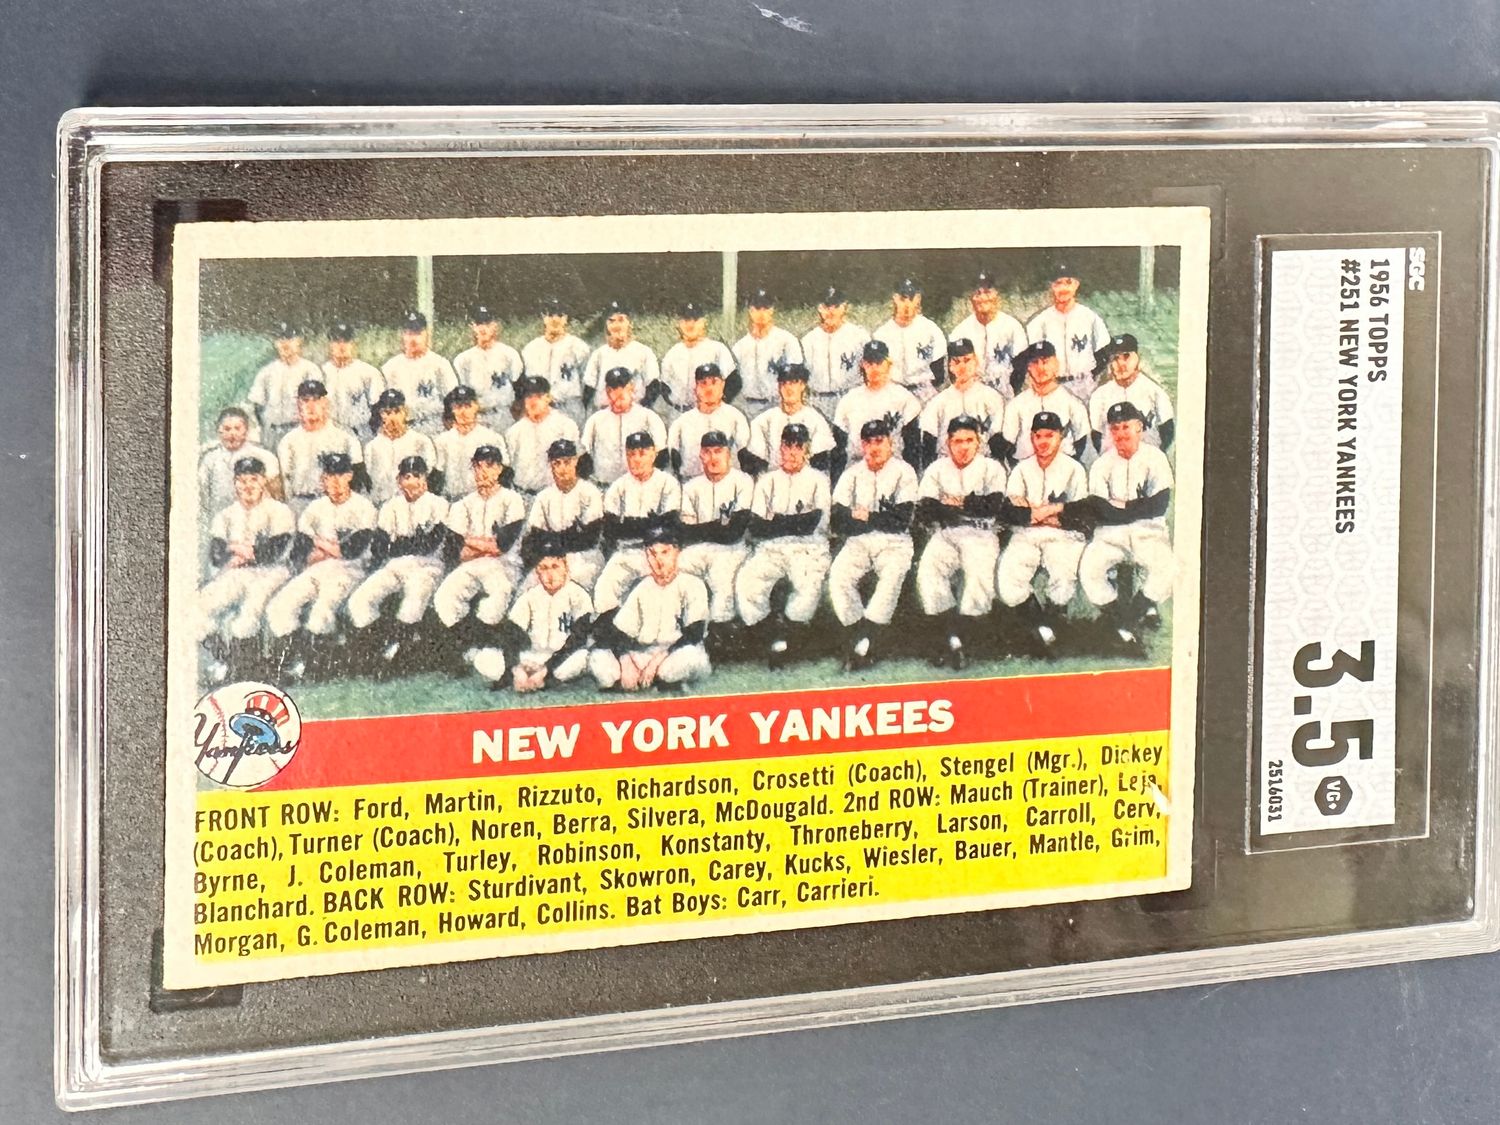 SGC
1956 TOPPS
#251 NEW YORK YANKEES
3.5
VG+
2516031
Yankees
NEW YORK YANKEES
FRONT ROW: Ford, Martin, Rizzuto, Richardson, Crosetti (Coach), Stengel (Mgr.), Dickey
(Coach), Turner (Coach), Noren, Berra, Silvera, McDougald. 2nd ROW: Mauch (Trainer), Leja,
Byrne, J. Coleman, Turley, Robinson, Konstanty, Throneberry, Larson, Carroll, Cerv,
Blanchard. BACK ROW: Sturdivant, Skowron, Carey, Kucks, Wiesler, Bauer, Mantle, Grim,
Morgan, G. Coleman, Howard, Collins. Bat Boys: Carr, Carrieri.